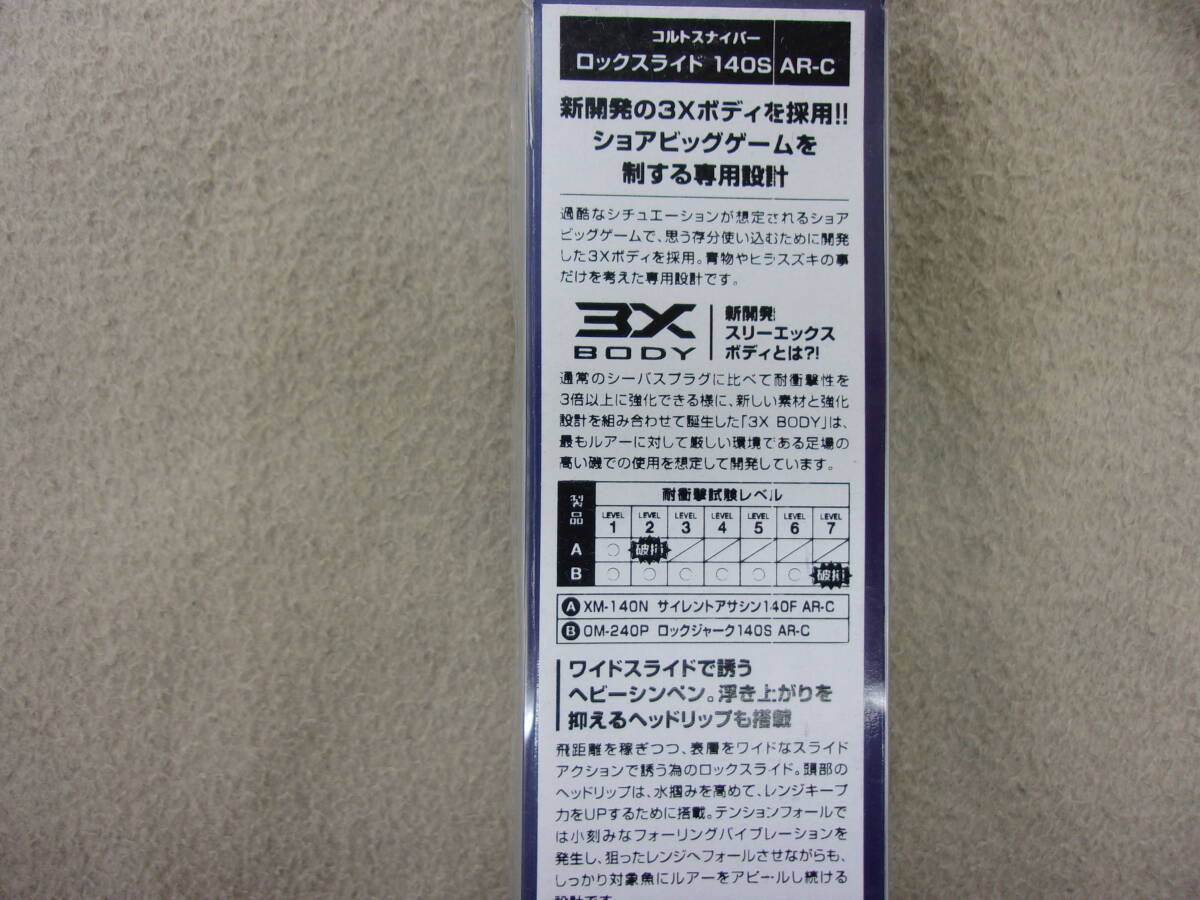 コルトスナイパー
ロックスライド 140S AR-C
新開発の3Xボディを採用!!
ショアビッグゲームを
制する専用設計
過酷なシチュエーションが想定されるショア
ビッグゲームで、思う存分使い込むために開発
した3Xボディを採用。青物やヒラスズキの事
だけを考えた専用設計です。
3X
BODY
新開発!
スリーエックス
ボディとは?!
通常のシーバスプラグに比べて耐衝撃性を
3倍以上に強化できる様に、新しい素材と強化
設計を組み合わせて誕生した「3X BODY」は、
最もルアーに対して厳しい環境である足場の
高い磯での使用を想定して開発しています。
製品 耐衝撃試験レベル
LEVEL 1 LEVEL 2 LEVEL 3 LEVEL 4 LEVEL 5 LEVEL 6 LEVEL 7
A ○ 破損
B ○ ○ ○ ○ ○ ○ 破損
A XM-140N サイレントアサシン140F AR-C
B OM-240P ロックジャーク140S AR-C
ワイドスライドで誘う
ヘビーシンペン。浮き上がりを
抑えるヘッドリップも搭載
飛距離を稼ぎつつ、表層をワイドなスライド
アクションで誘う為のロックスライド。頭部の
ヘッドリップは、水掴みを高めて、レンジキープ
力をUPするために搭載。テンションフォールで
は小刻みなフォーリングバイブレーションを
発生し、狙ったレンジへフォールさせながらも、
しっかり対象魚にルアーをアピールし続ける
設計です